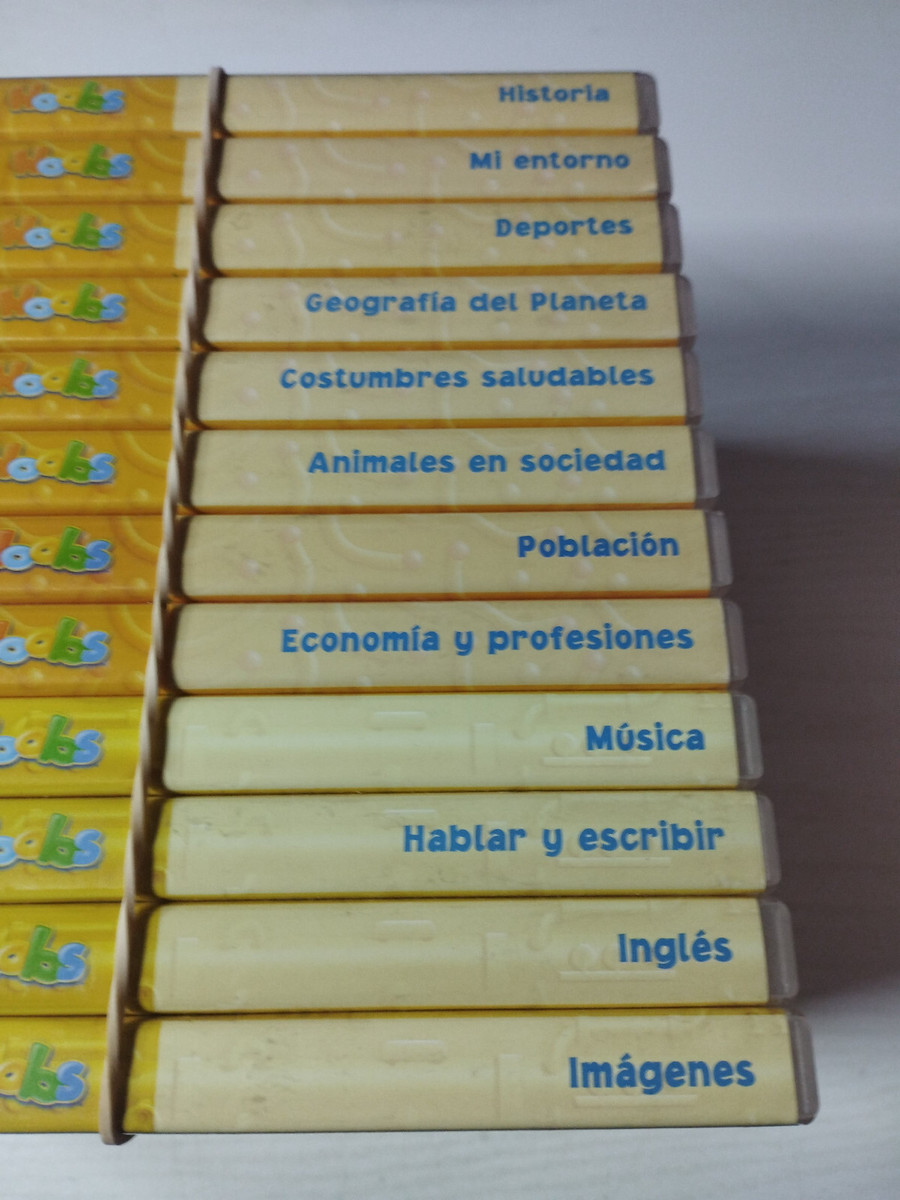 Historia
Mi entorno
Deportes
Geografía del Planeta
Costumbres saludables
Animales en sociedad
Población
Economía y profesiones
Música
Hablar y escribir
Inglés
Imágenes